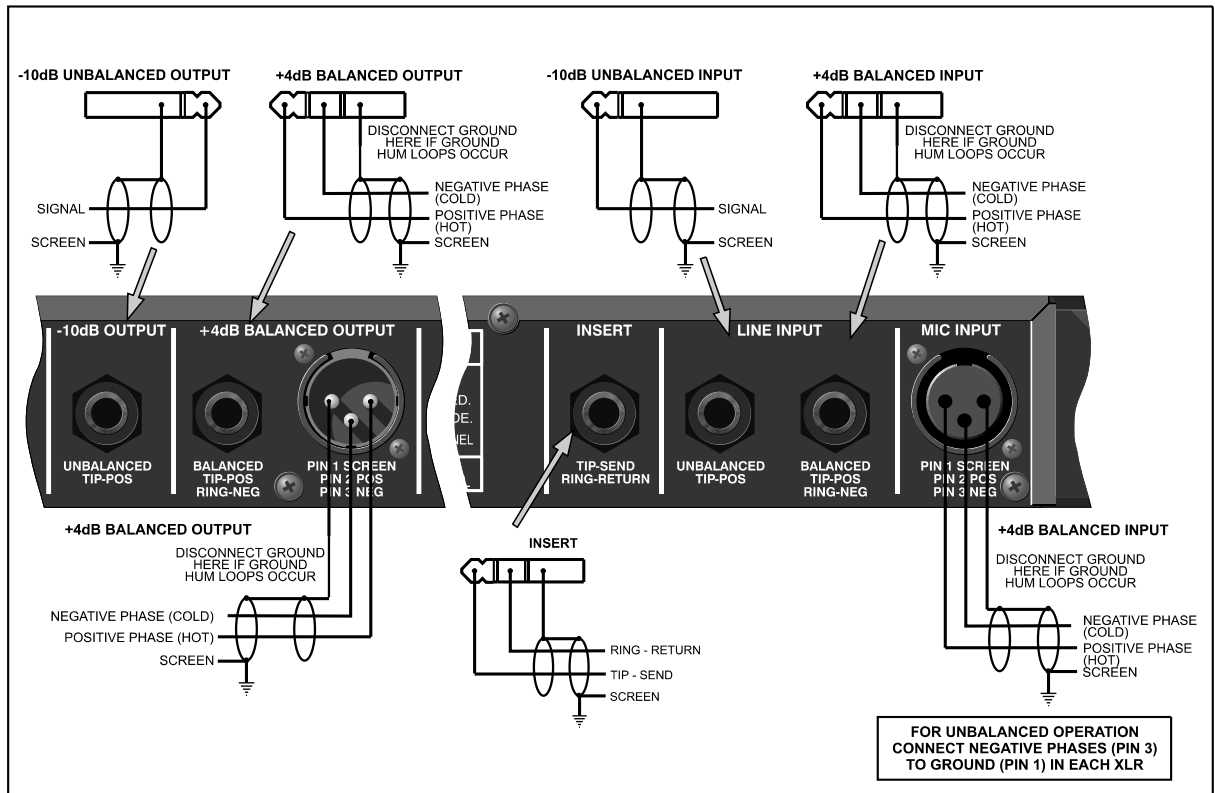 -10dB UNBALANCED OUTPUT
SIGNAL
SCREEN
+4dB BALANCED OUTPUT
DISCONNECT GROUND
HERE IF GROUND
HUM LOOPS OCCUR
NEGATIVE PHASE
(COLD)
POSITIVE PHASE
(HOT)
SCREEN
-10dB UNBALANCED INPUT
SIGNAL
SCREEN
+4dB BALANCED INPUT
DISCONNECT GROUND
HERE IF GROUND
HUM LOOPS OCCUR
NEGATIVE PHASE
(COLD)
POSITIVE PHASE
(HOT)
SCREEN
-10dB OUTPUT
UNBALANCED
TIP-POS
+4dB BALANCED OUTPUT
BALANCED
TIP-POS
RING-NEG
PIN 1 SCREEN
PIN 2 POS
PIN 3 NEG
INSERT
TIP-SEND
RING-RETURN
LINE INPUT
UNBALANCED
TIP-POS
BALANCED
TIP-POS
RING-NEG
MIC INPUT
PIN 1 SCREEN
PIN 2 POS
PIN 3 NEG
+4dB BALANCED OUTPUT
DISCONNECT GROUND
HERE IF GROUND
HUM LOOPS OCCUR
NEGATIVE PHASE (COLD)
POSITIVE PHASE (HOT)
SCREEN
INSERT
RING - RETURN
TIP - SEND
SCREEN
+4dB BALANCED INPUT
DISCONNECT GROUND
HERE IF GROUND
HUM LOOPS OCCUR
NEGATIVE PHASE
(COLD)
POSITIVE PHASE
(HOT)
SCREEN
FOR UNBALANCED OPERATION
CONNECT NEGATIVE PHASES (PIN 3)
TO GROUND (PIN 1) IN EACH XLR